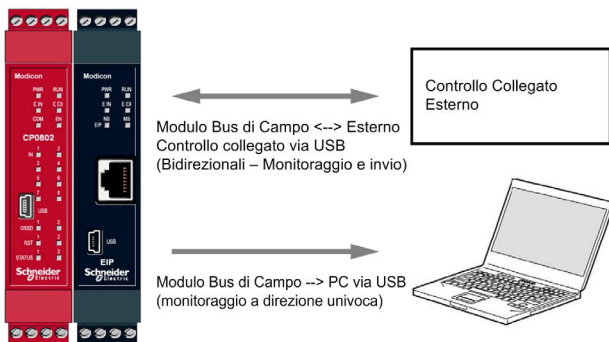 Modicon
PWR RUN
E IN E EX
COM EN
CP0802
IN 1 2
3 4
5 6
7 8
USB
OSSD 1 2
RST 1 2
STATUS 1 2
Schneider
Electric
Modicon
PWR RUN
E IN E EX
NS MS
EIP
USB
EIP
Schneider
Electric
Modulo Bus di Campo <--> Esterno
Controllo collegato via USB
(Bidirezionali – Monitoraggio e invio)
Controllo Collegato
Esterno
Modulo Bus di Campo --> PC via USB
(monitoraggio a direzione univoca)